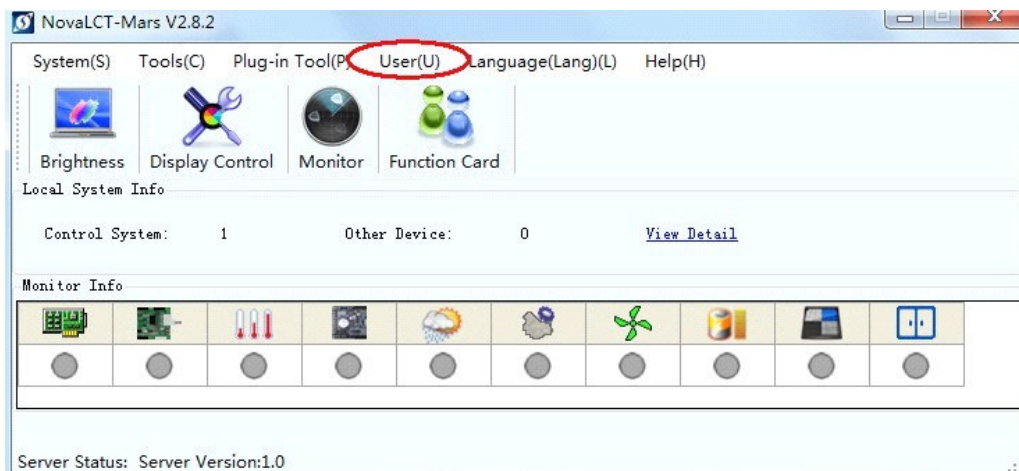 NovaLCT-Mars V2.8.2
System(S) Tools(C) Plug-in Tool(P) User(U) Language(Lang)(L) Help(H)
Brightness Display Control Monitor Function Card
Local System Info
Control System: 1 Other Device: 0 View Detail
Monitor Info
Server Status: Server Version:1.0